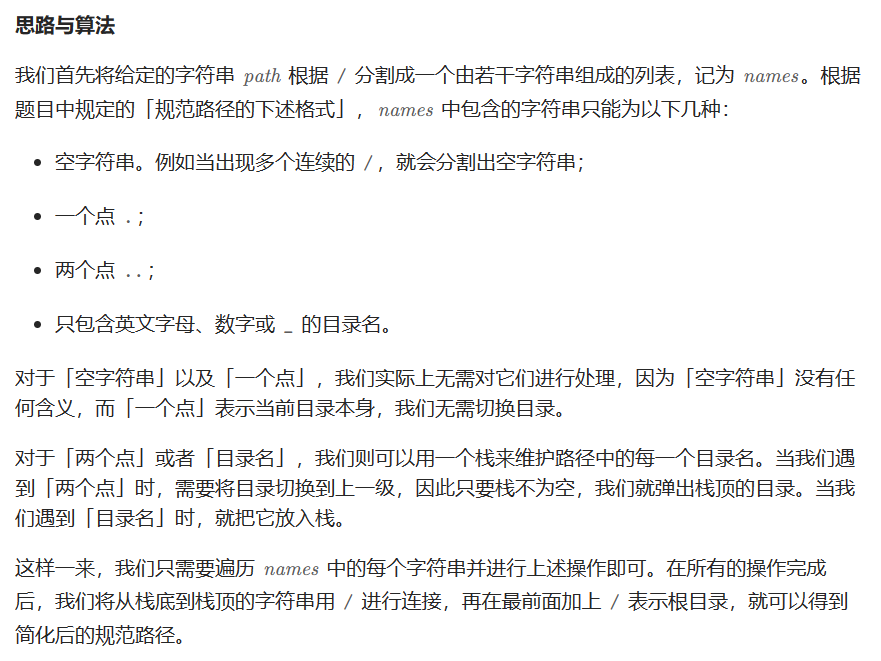 思路与算法
我们首先将给定的字符串 path 根据 / 分割成一个由若干字符串组成的列表，记为 names。根据
题目中规定的「规范路径的下述格式」，names 中包含的字符串只能为以下几种：
• 空字符串。例如当出现多个连续的 /，就会分割出空字符串；
• 一个点 .；
• 两个点 ..；
• 只包含英文字母、数字或 _ 的目录名。
对于「空字符串」以及「一个点」，我们实际上无需对它们进行处理，因为「空字符串」没有任
何含义，而「一个点」表示当前目录本身，我们无需切换目录。
对于「两个点」或者「目录名」，我们则可以用一个栈来维护路径中的每一个目录名。当我们遇
到「两个点」时，需要将目录切换到上一级，因此只要栈不为空，我们就弹出栈顶的目录。当我
们遇到「目录名」时，就把它放入栈。
这样一来，我们只需要遍历 names 中的每个字符串并进行上述操作即可。在所有的操作完成
后，我们将从栈底到栈顶的字符串用 / 进行连接，再在最前面加上 / 表示根目录，就可以得到
简化后的规范路径。